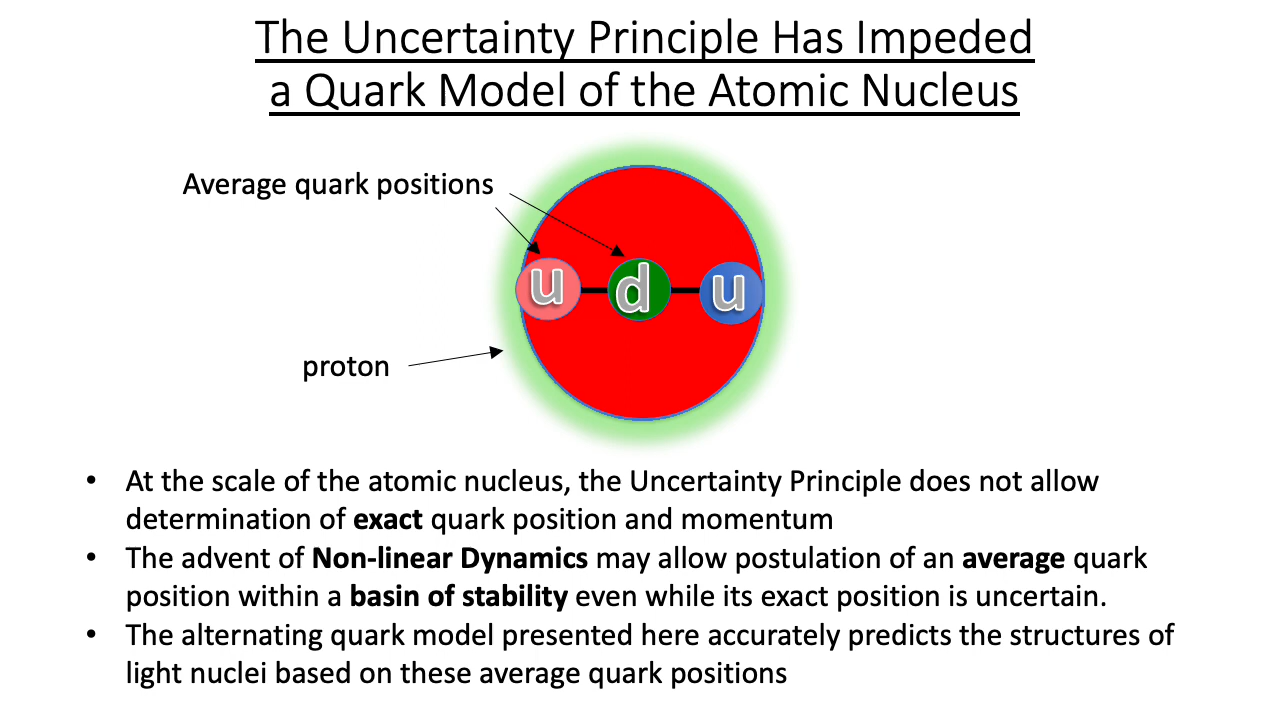 The Uncertainty Principle Has Impeded
a Quark Model of the Atomic Nucleus
Average quark positions
u d u
proton
• At the scale of the atomic nucleus, the Uncertainty Principle does not allow
determination of exact quark position and momentum
• The advent of Non-linear Dynamics may allow postulation of an average quark
position within a basin of stability even while its exact position is uncertain.
• The alternating quark model presented here accurately predicts the structures of
light nuclei based on these average quark positions